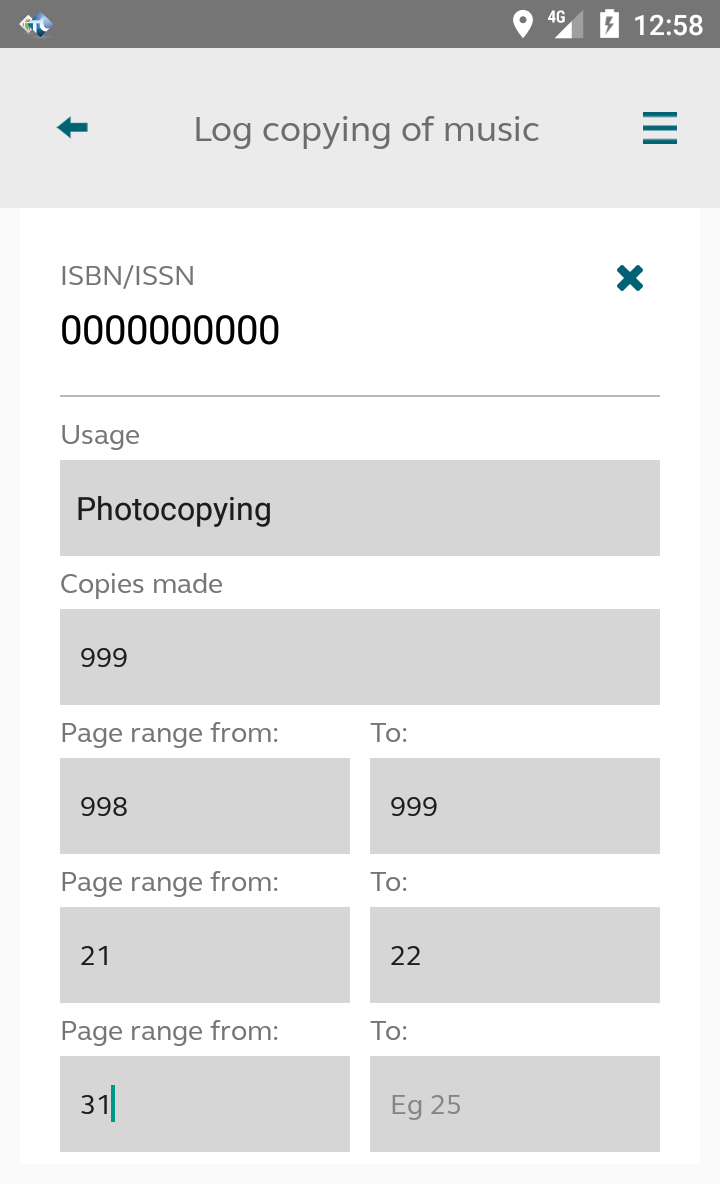 4G 12:58
Log copying of music
ISBN/ISSN
0000000000
Usage
Photocopying
Copies made
999
Page range from: To:
998 999
Page range from: To:
21 22
Page range from: To:
31 Eg 25